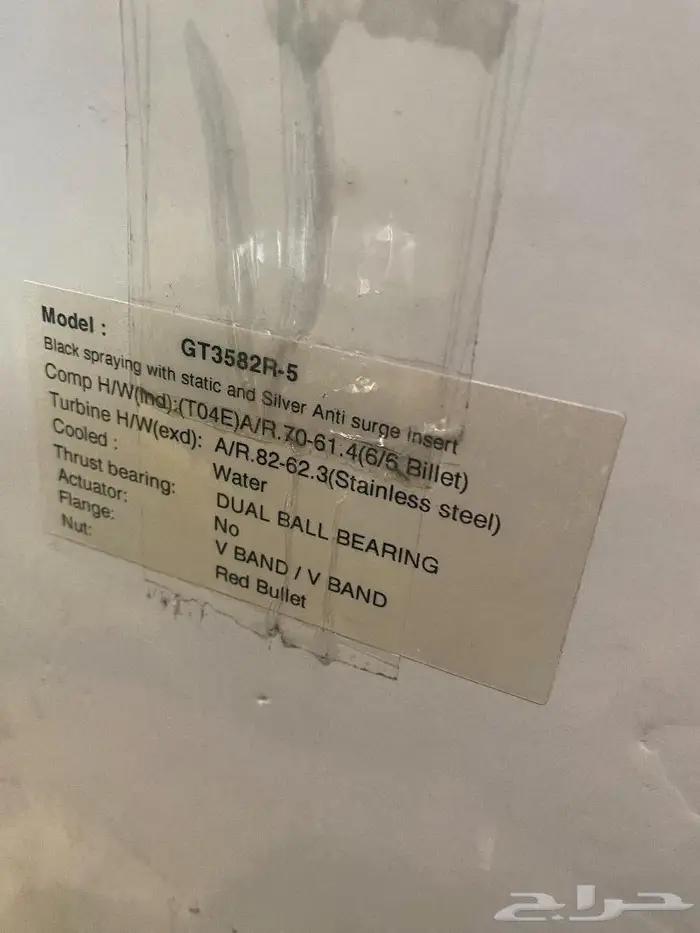 Model : GT3582R-5
Black spraying with static and Silver Anti surge insert
Comp H/W(ind):(T04E)A/R.70-61.4(6/6 Billet)
Turbine H/W(exd): A/R.82-62.3(Stainless steel)
Cooled : Water
Thrust bearing: DUAL BALL BEARING
Actuator: No
Flange: V BAND / V BAND
Nut: Red Bullet
حراج